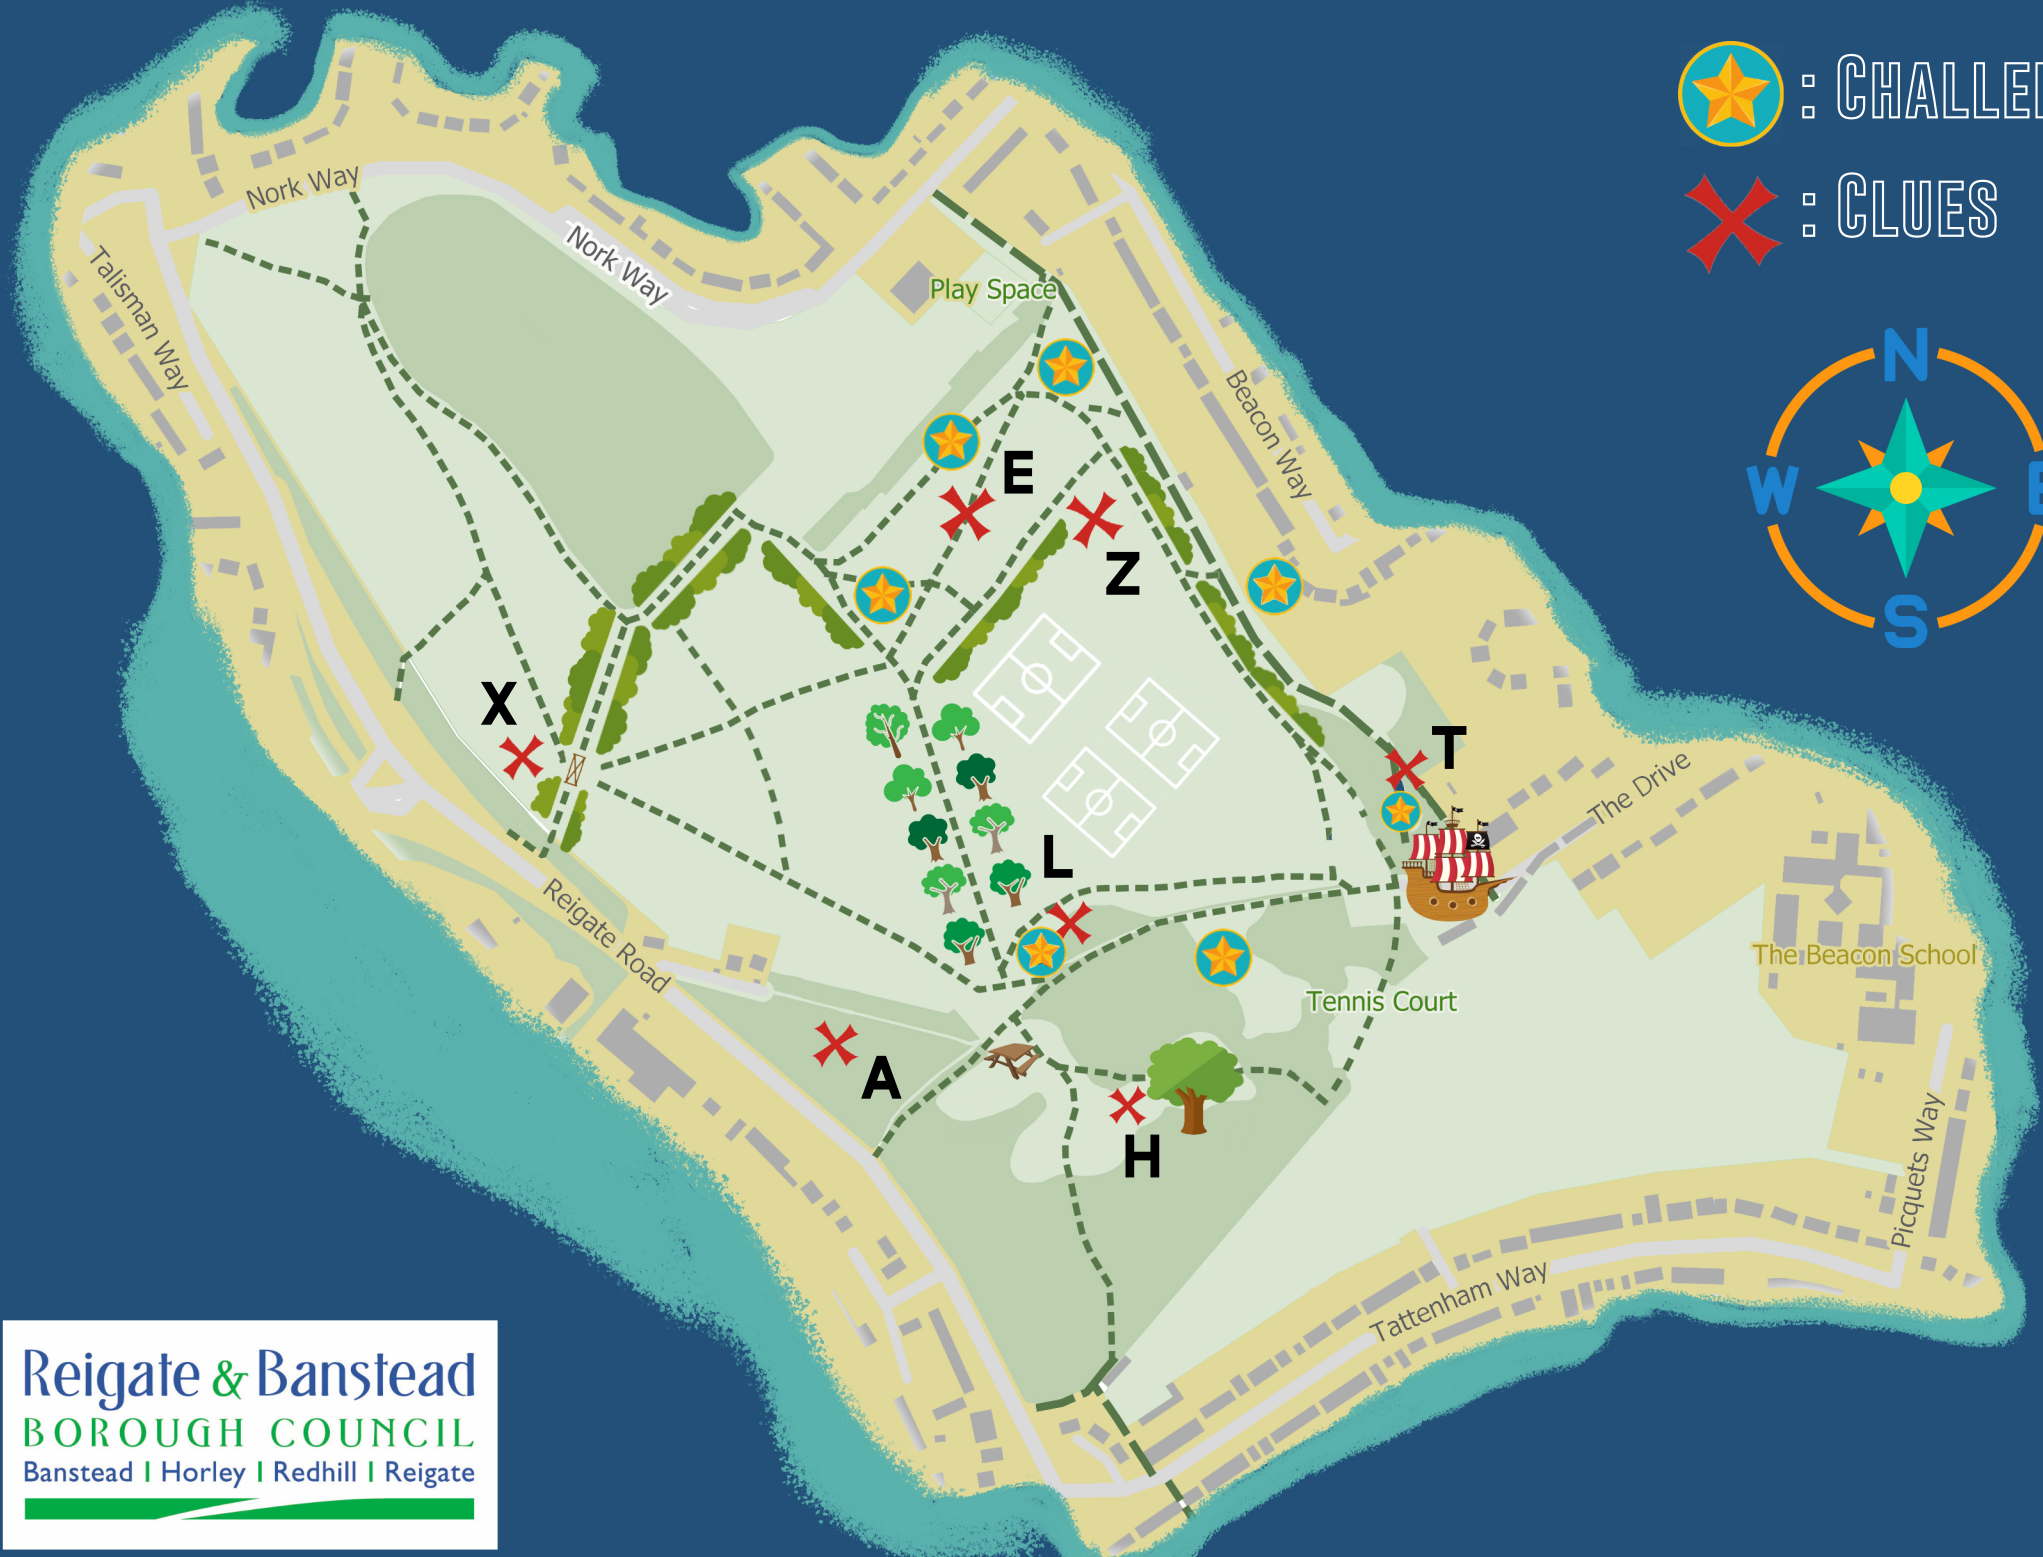 : CHALLE
: CLUES
N
W
S
Nork Way
Nork Way
Talisman Way
Play Space
Beacon Way
E
Z
X
T
The Drive
L
Reigate Road
The Beacon School
Tennis Court
A
H
Picquets Way
Tattenham Way
Reigate & Banstead
BOROUGH COUNCIL
Banstead | Horley | Redhill | Reigate